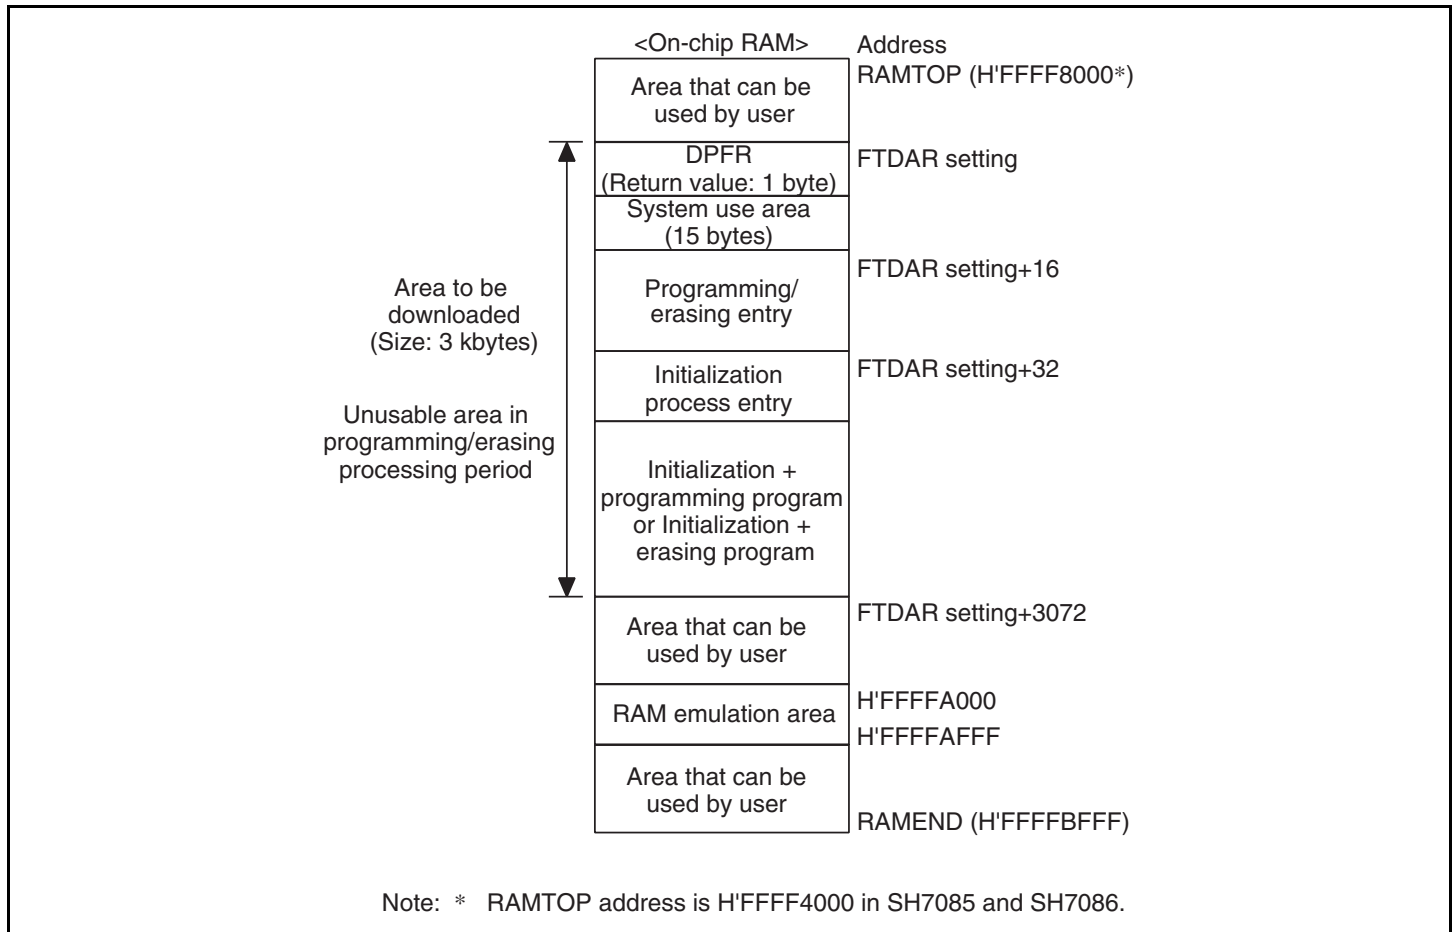 <On-chip RAM>
Address
RAMTOP (H'FFFF8000*)
Area that can be
used by user
DPFR
(Return value: 1 byte)
FTDAR setting
System use area
(15 bytes)
Area to be
downloaded
(Size: 3 kbytes)
Unusable area in
programming/erasing
processing period
Programming/
erasing entry
FTDAR setting+16
Initialization
process entry
FTDAR setting+32
Initialization +
programming program
or Initialization +
erasing program
Area that can be
used by user
FTDAR setting+3072
RAM emulation area
H'FFFFA000
H'FFFFAFFF
Area that can be
used by user
RAMEND (H'FFFFBFFF)
Note: * RAMTOP address is H'FFFF4000 in SH7085 and SH7086.